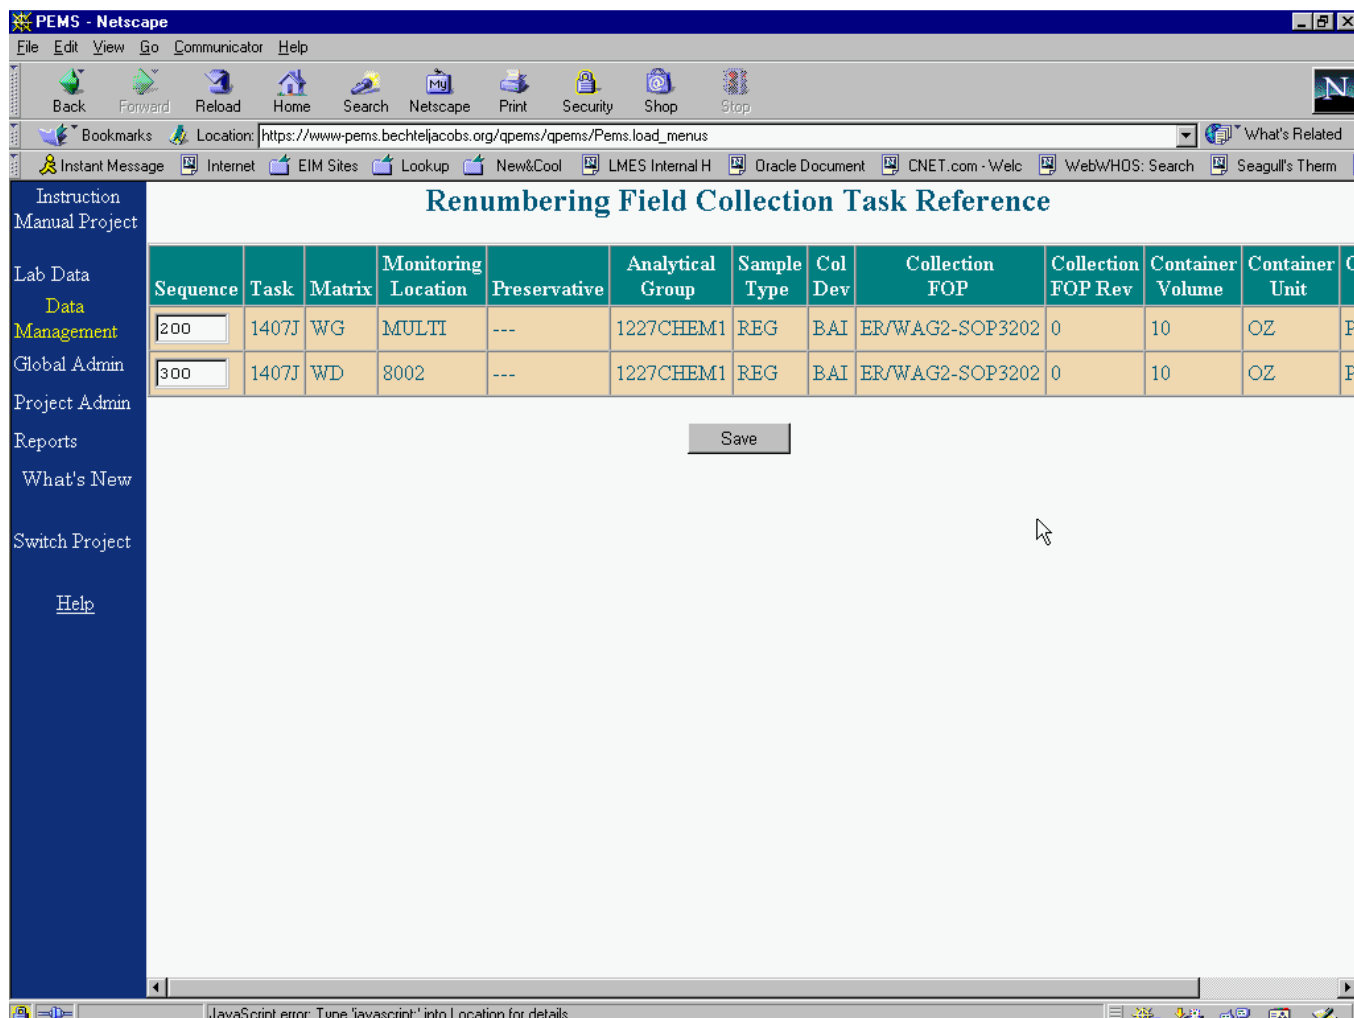 PEMS - Netscape
File Edit View Go Communicator Help
Back Forward Reload Home Search Netscape Print Security Shop Stop
My
N
Bookmarks Location: https://www-pems.bechteljacobs.org/qpems/qpems/Pems.load_menus What's Related
Instant Message Internet EIM Sites Lookup New&Cool LMES Internal H Oracle Document CNET.com - Welc WebWHOS: Search Seagull's Therm
Instruction
Manual Project
Lab Data
Data
Management
Global Admin
Project Admin
Reports
What's New
Switch Project
Help
Renumbering Field Collection Task Reference
Sequence Task Matrix Monitoring Location Preservative Analytical Group Sample Type Col Dev Collection FOP Collection FOP Rev Container Volume Container Unit
200 1407J WG MULTI --- 1227CHEM1 REG BAI ER/WAG2-SOP3202 0 10 OZ
300 1407J WD 8002 --- 1227CHEM1 REG BAI ER/WAG2-SOP3202 0 10 OZ
Save
JavaScript error: Type 'javascript:' into Location for details